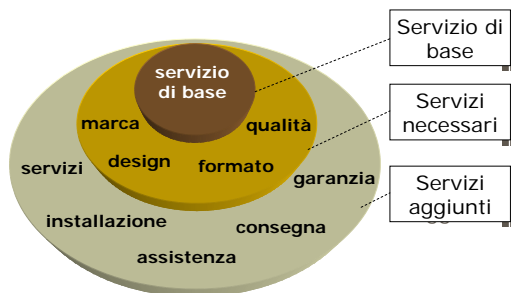 Servizio di
base
servizio
di base
Servizi
necessari
marca
qualità
design
formato
servizi
garanzia
Servizi
aggiunti
installazione
consegna
assistenza